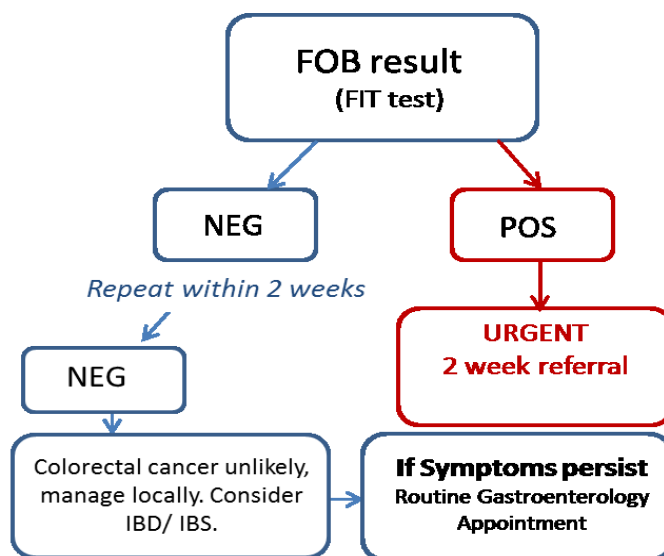 FOB result
(FIT test)
NEG
POS
Repeat within 2 weeks
URGENT
2 week referral
NEG
Colorectal cancer unlikely,
manage locally. Consider
IBD/ IBS.
If Symptoms persist
Routine Gastroenterology
Appointment